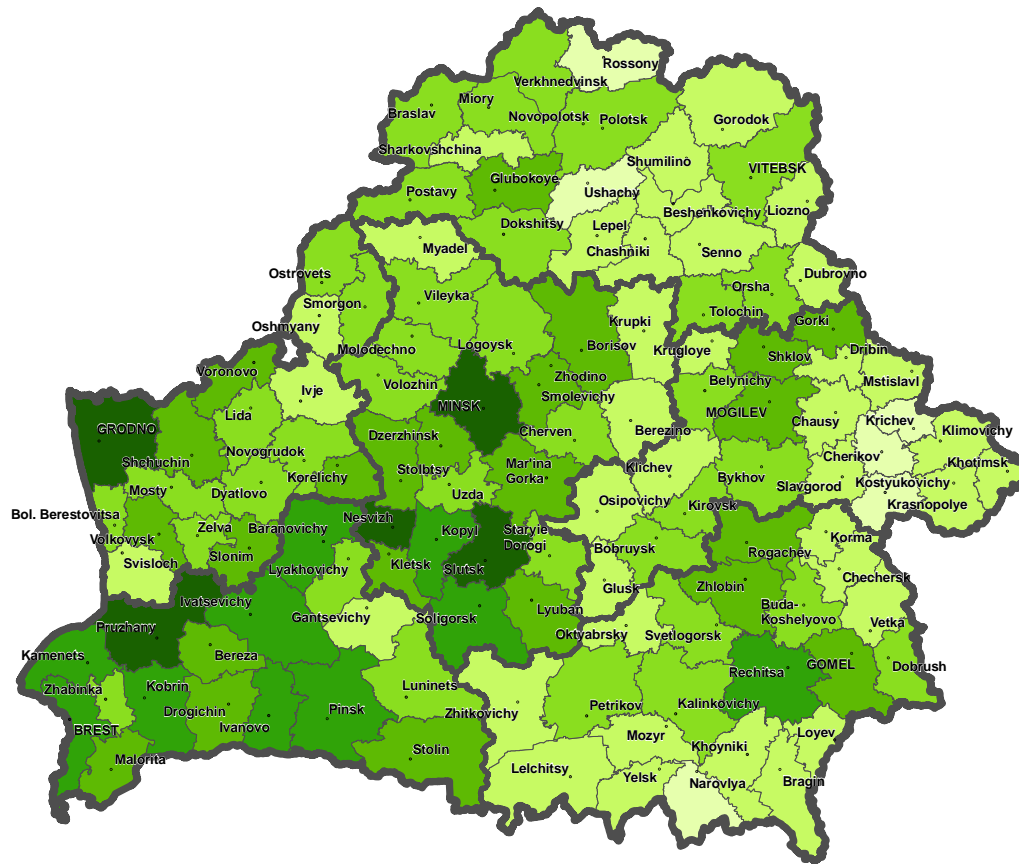 Rossony
Verkhnedvinsk
Miory
Braslav
Novopolotsk
Polotsk
Gorodok
Sharkovshchina
Shumilino
VITEBSK
Glubokoye
Ushachy
Postavy
Beshenkovichy
Liozno
Dokshitsy
Lepel
Chashniki
Senno
Myadel
Ostrovets
Dubrovno
Orsha
Vileyka
Smorgon
Tolochin
Oshmyany
Krupki
Gorki
Logoysk
Borisov
Krugloye
Dribin
Molodechno
Shklov
Voronovo
Zhodino
Mstislavl
Volozhin
Belynichy
Ivje
Smolevichy
MINSK
MOGILEV
Lida
Chausy
Krichev
GRODNO
Berezino
Klimovichy
Dzerzhinsk
Cherven
Novogrudok
Cherikov
Shchuchin
Mar'ina
Gorka
Klichev
Khotimsk
Stolbtsy
Korelichy
Bykhov
Slavgorod
Kostyukovichy
Mosty
Dyatlovo
Uzda
Osipovichy
Krasnopolye
Kirovsk
Bol. Berestovitsa
Nesvizh
Zelva
Baranovichy
Kopyl
Staryie
Dorogi
Volkovysk
Korma
Bobruysk
Rogachev
Slonim
Svisloch
Kletsk
Slutsk
Lyakhovichy
Chechersk
Glusk
Zhlobin
Ivatsevichy
Lyuban
Buda-
Koshelyovo
Gantsevichy
Soligorsk
Pruzhany
Oktyabrsky
Svetlogorsk
Vetka
Kamenets
Bereza
GOMEL
Dobrush
Rechitsa
Zhabinka
Kobrin
Luninets
Drogichin
Pinsk
Zhitkovichy
Petrikov
Kalinkovichy
BREST
Ivanovo
Loyev
Mozyr
Stolin
Khoyniki
Malorita
Lelchitsy
Yelsk
Narovlya
Bragin